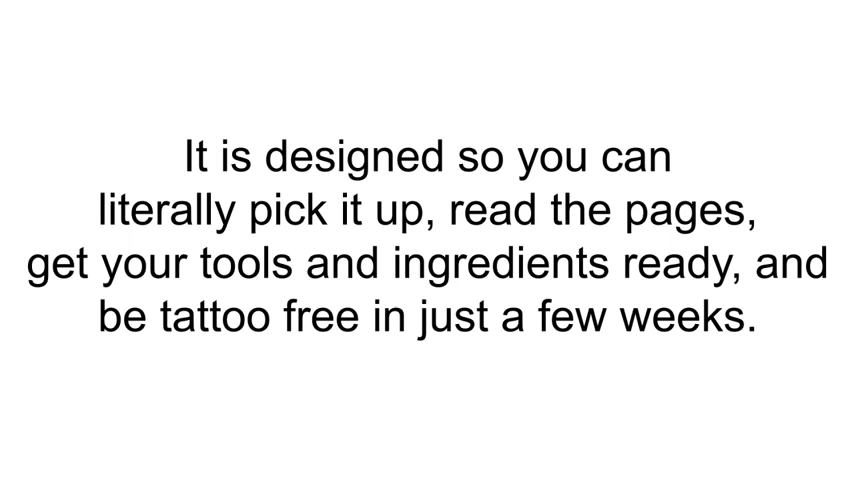 It is designed so you can
literally pick it up, read the pages,
get your tools and ingredients ready, and
be tattoo free in just a few weeks.